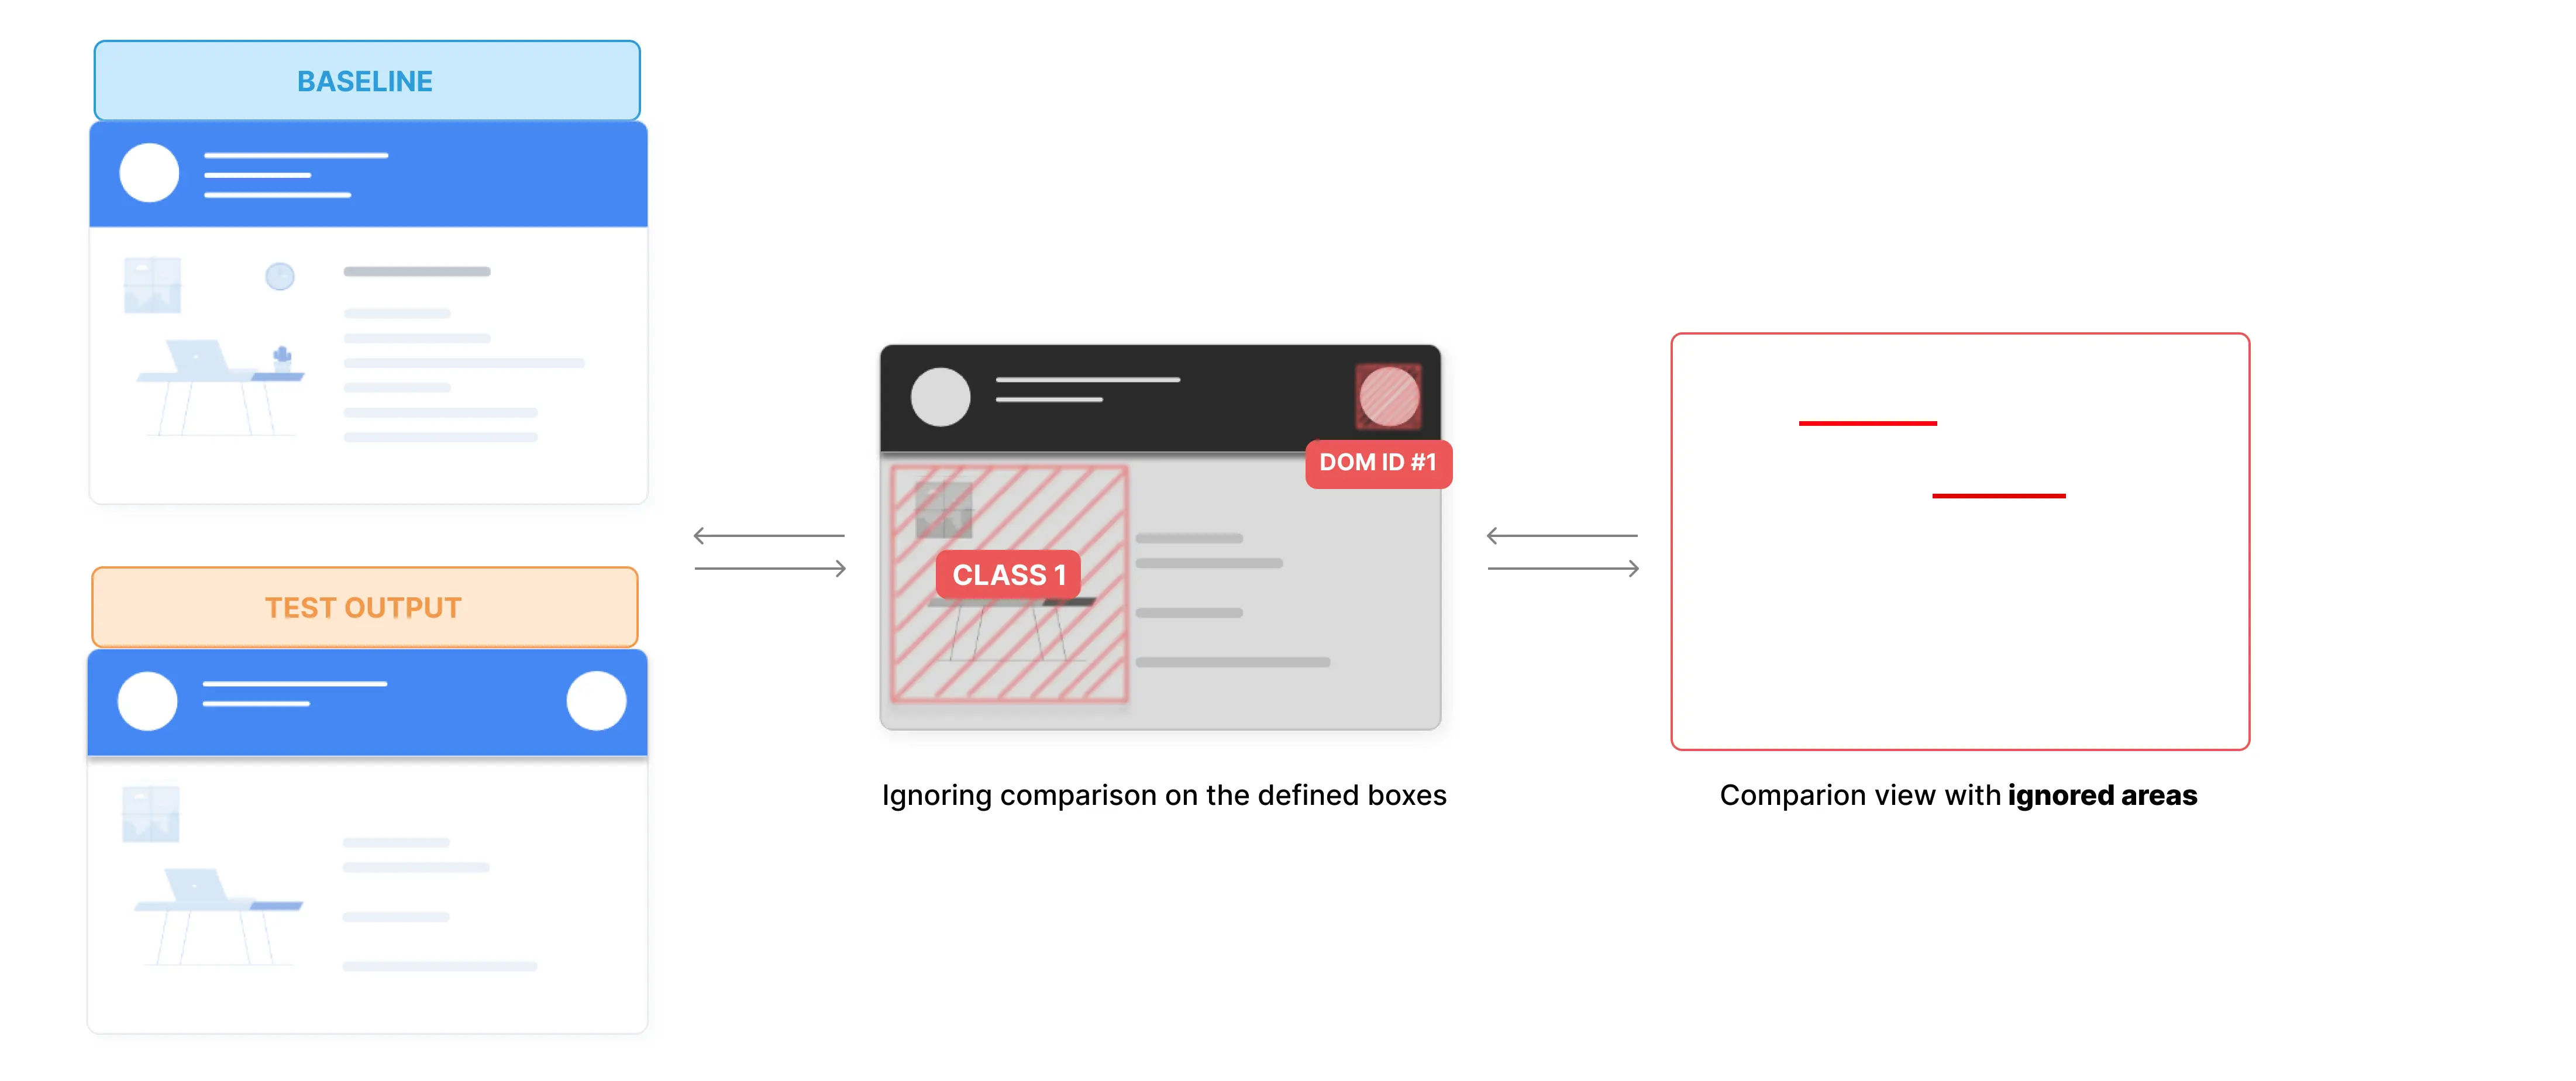 BASELINE
TEST OUTPUT
DOM ID #1
CLASS 1
Ignoring comparison on the defined boxes
Comparion view with ignored areas